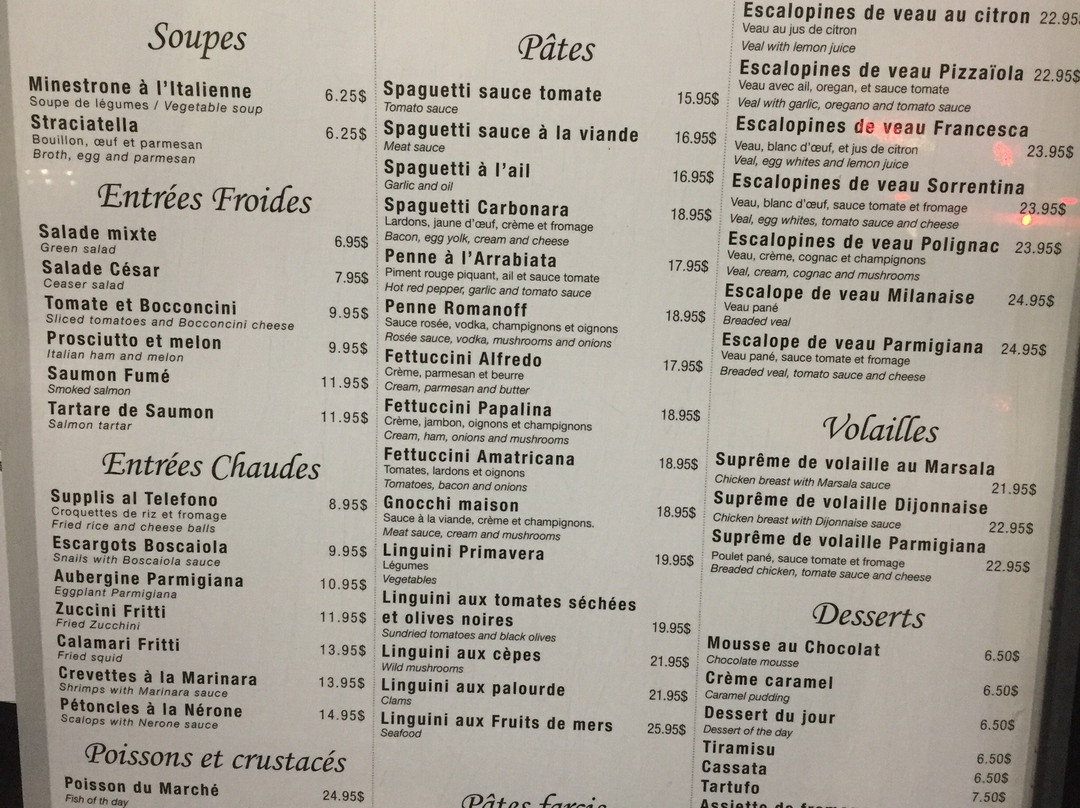 Soupes
Minestrone à l'Italienne 6.25$
Soupe de légumes / Vegetable soup
Straciatella 6.25$
Bouillon, œuf et parmesan
Broth, egg and parmesan
Entrées Froides
Salade mixte 6.95$
Green salad
Salade César 7.95$
Ceaser salad
Tomate et Bocconcini 9.95$
Sliced tomatoes and Bocconcini cheese
Prosciutto et melon 9.95$
Italian ham and melon
Saumon Fumé 11.95$
Smoked salmon
Tartare de Saumon 11.95$
Salmon tartar
Entrées Chaudes
Supplis al Telefono 8.95$
Croquettes de riz et fromage
Fried rice and cheese balls
Escargots Boscaiola 9.95$
Snails with Boscaiola sauce
Aubergine Parmigiana 10.95$
Eggplant Parmigiana
Zuccini Fritti 11.95$
Fried Zucchini
Calamari Fritti 13.95$
Fried squid
Crevettes à la Marinara 13.95$
Shrimps with Marinara sauce
Pétoncles à la Nérone 14.95$
Scalops with Nerone sauce
Poissons et crustacés
Poisson du Marché 24.95$
Fish of th day
Pâtes
Spaguetti sauce tomate 15.95$
Tomato sauce
Spaguetti sauce à la viande 16.95$
Meat sauce
Spaguetti à l'ail 16.95$
Garlic and oil
Spaguetti Carbonara 18.95$
Lardons, jaune d'œuf, crème et fromage
Bacon, egg yolk, cream and cheese
Penne à l'Arrabiata 17.95$
Piment rouge piquant, ail et sauce tomate
Hot red pepper, garlic and tomato sauce
Penne Romanoff 18.95$
Sauce rosée, vodka, champignons et oignons
Rosée sauce, vodka, mushrooms and onions
Fettuccini Alfredo 17.95$
Crème, parmesan et beurre
Cream, parmesan and butter
Fettuccini Papalina 18.95$
Crème, jambon, oignons et champignons
Cream, ham, onions and mushrooms
Fettuccini Amatricana 18.95$
Tomates, lardons et oignons
Tomatoes, bacon and onions
Gnocchi maison 18.95$
Sauce à la viande, crème et champignons.
Meat sauce, cream and mushrooms
Linguini Primavera 19.95$
Légumes
Vegetables
Linguini aux tomates séchées
et olives noires 19.95$
Sundried tomatoes and black olives
Linguini aux cèpes 21.95$
Wild mushrooms
Linguini aux palourde 21.95$
Clams
Linguini aux Fruits de mers 25.95$
Seafood
Pâtes farcis
Escalopines de veau au citron 22.95$
Veau au jus de citron
Veal with lemon juice
Escalopines de veau Pizzaïola 22.95$
Veau avec ail, oregan, et sauce tomate
Veal with garlic, oregano and tomato sauce
Escalopines de veau Francesca 23.95$
Veau, blanc d'œuf, et jus de citron
Veal, egg whites and lemon juice
Escalopines de veau Sorrentina 23.95$
Veau, blanc d'œuf, sauce tomate et fromage
Veal, egg whites, tomato sauce and cheese
Escalopines de veau Polignac 23.95$
Veau, crème, cognac et champignons
Veal, cream, cognac and mushrooms
Escalope de veau Milanaise 24.95$
Veau pané
Breaded veal
Escalope de veau Parmigiana 24.95$
Veau pané, sauce tomate et fromage
Breaded veal, tomato sauce and cheese
Volailles
Suprême de volaille au Marsala 21.95$
Chicken breast with Marsala sauce
Suprême de volaille Dijonnaise 22.95$
Chicken breast with Dijonnaise sauce
Suprême de volaille Parmigiana 22.95$
Poulet pané, sauce tomate et fromage
Breaded chicken, tomate sauce and cheese
Desserts
Mousse au Chocolat 6.50$
Chocolate mousse
Crème caramel 6.50$
Caramel pudding
Dessert du jour 6.50$
Dessert of the day
Tiramisu 6.50$
Cassata 6.50$
Tartufo 7.50$
Assiette de